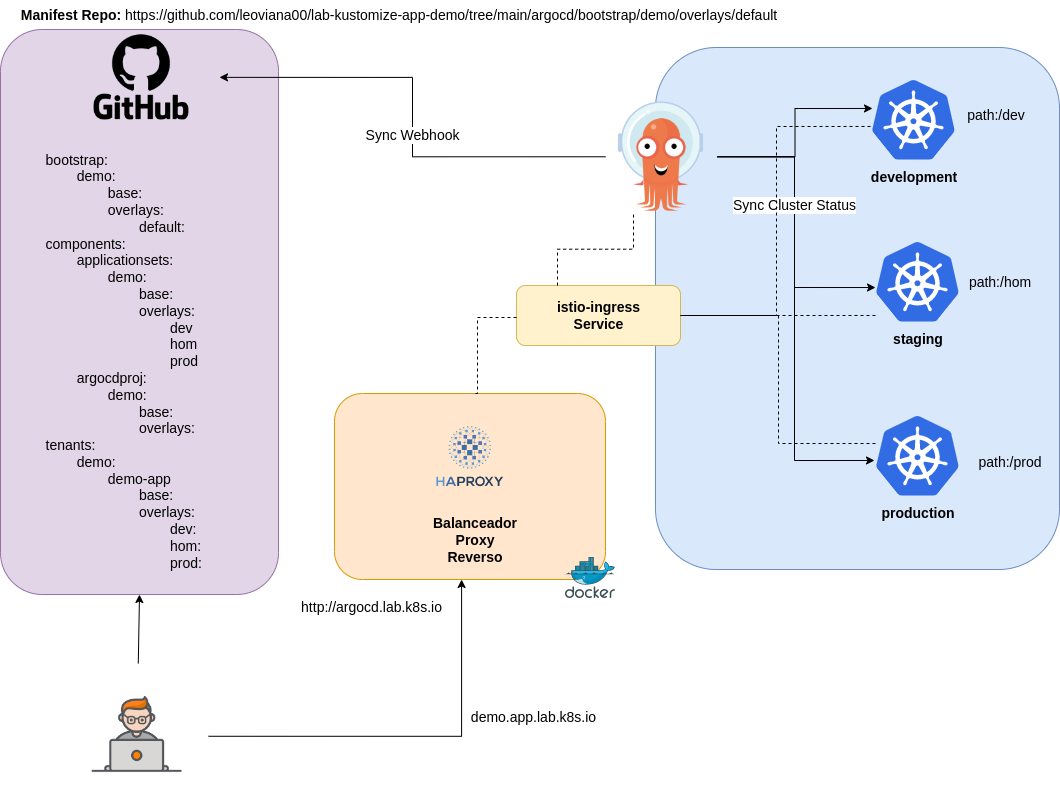 Manifest Repo: https://github.com/leoviana00/lab-kustomize-app-demo/tree/main/argocd/bootstrap/demo/overlays/default
GitHub
bootstrap:
demo:
base:
overlays:
default:
components:
applicationsets:
demo:
base:
overlays:
dev
hom
prod
argocdproj:
demo:
base:
overlays:
tenants:
demo:
demo-app
base:
overlays:
dev:
hom:
prod:
Sync Webhook
path:/dev
development
Sync Cluster Status
path:/hom
staging
istio-ingress
Service
path:/prod
production
HAPROXY
Balanceador
Proxy
Reverso
docker
http://argocd.lab.k8s.io
demo.app.lab.k8s.io